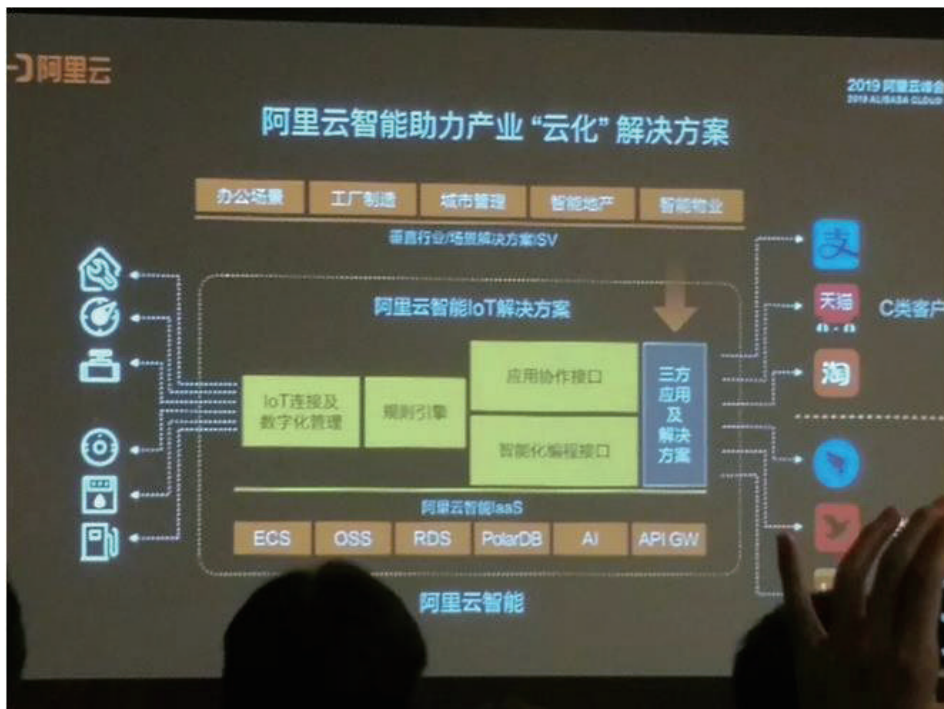 阿里云
2019 阿里云峰会
2019 ALIBABA CLOUD
阿里云智能助力产业 “云化” 解决方案
办公场景 工厂制造 城市管理 智能地产 智能物业
垂直行业/场景解决方案ISV
阿里云智能IoT解决方案
IoT连接及
数字化管理
规则引擎
应用协作接口
智能化编程接口
三方
应用
及
解决
方案
支
天猫
C类客户
淘
阿里云智能IaaS
ECS OSS RDS PolarDB AI API GW
阿里云智能